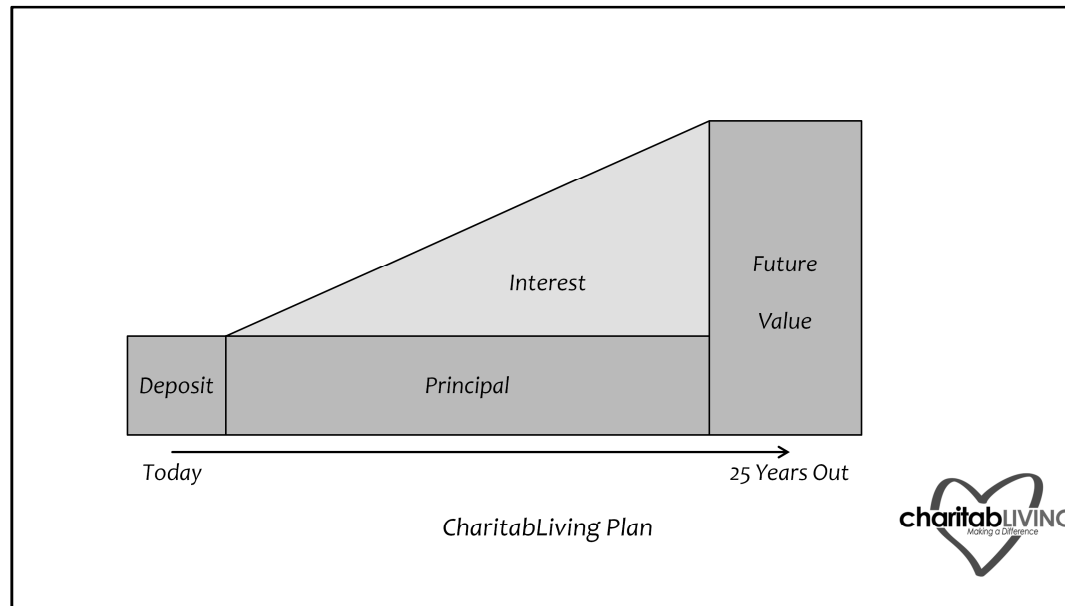 Interest
Future
Value
Deposit
Principal
Today
25 Years Out
CharitabLiving Plan
charitabLIVING
Making a Difference